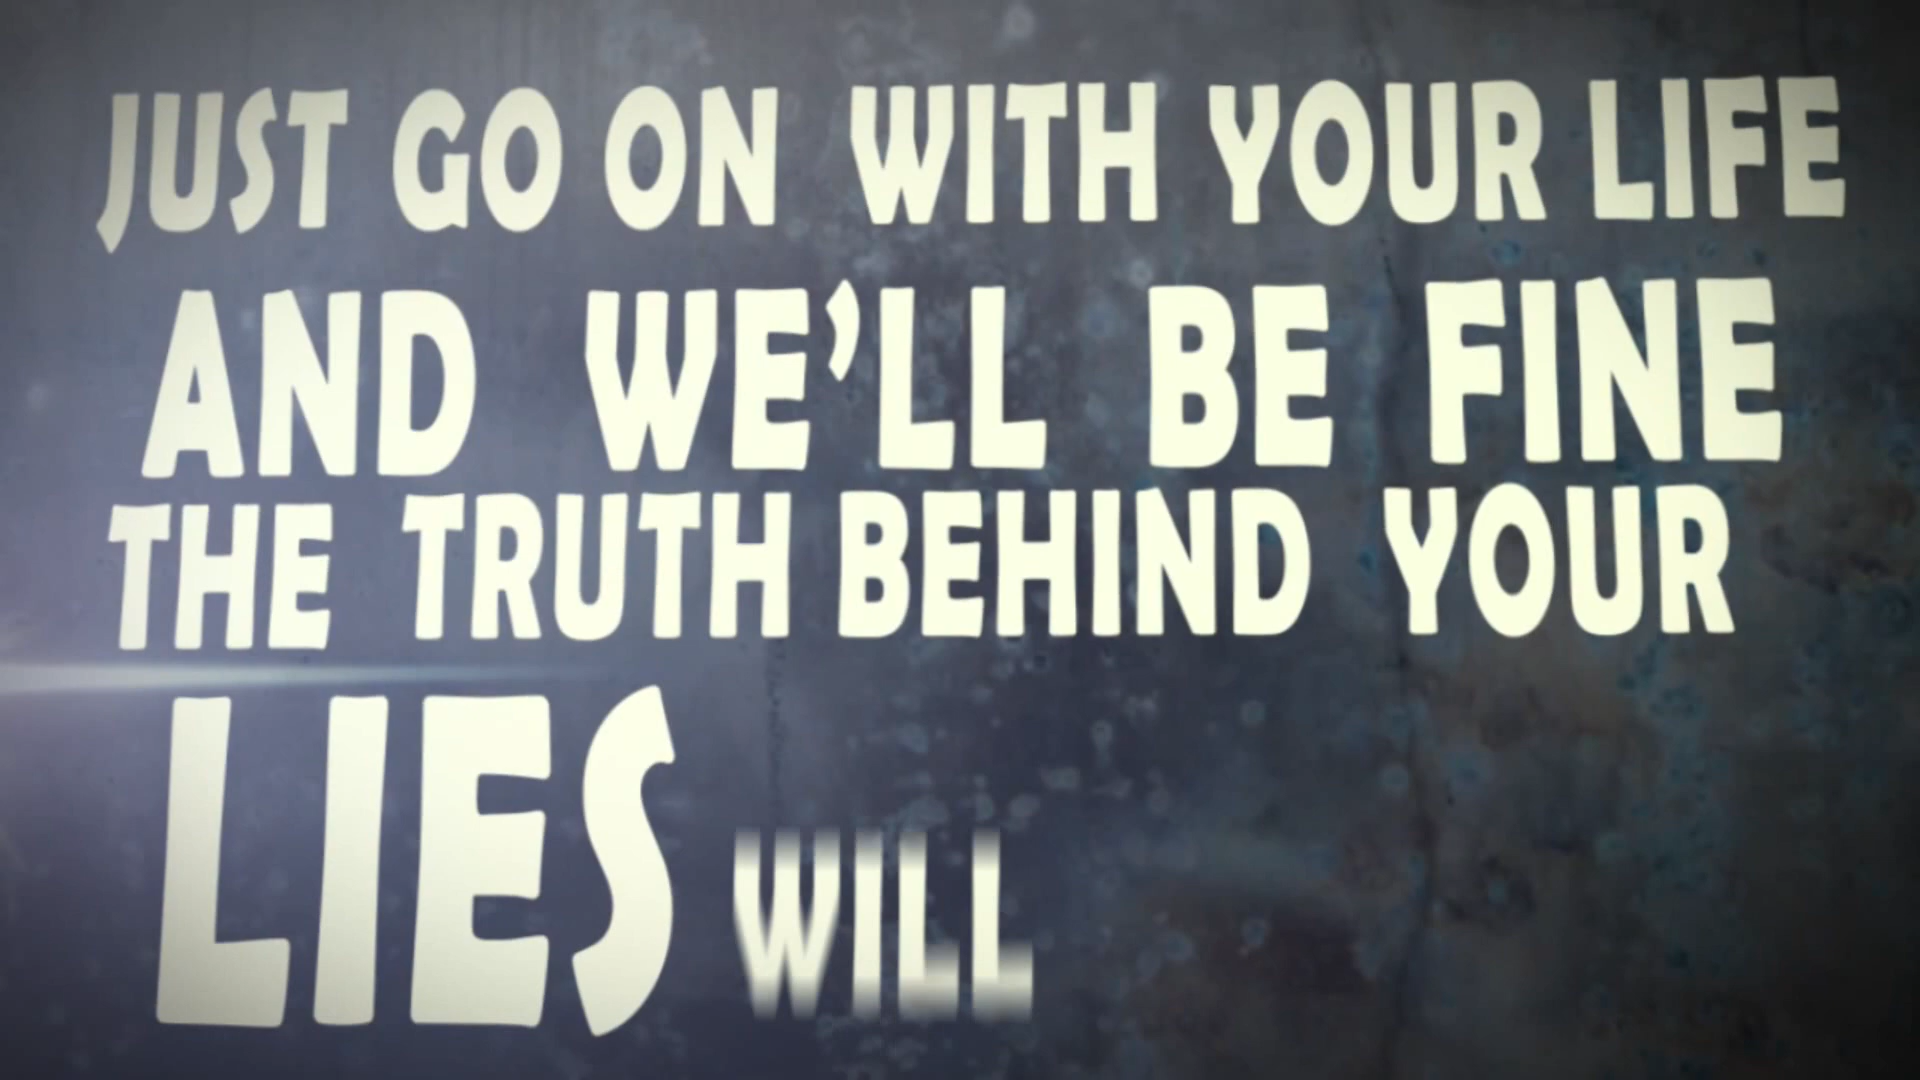 JUST GO ON WITH YOUR LIFE
AND WE'LL BE FINE
THE TRUTH BEHIND YOUR
LIES WILL